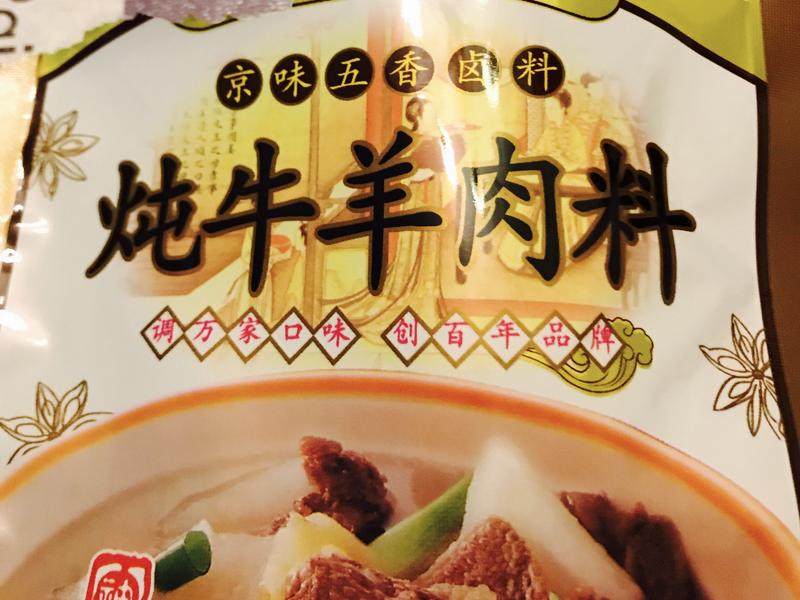 京味五香卤料
炖牛羊肉料
调万家口味 创百年品牌